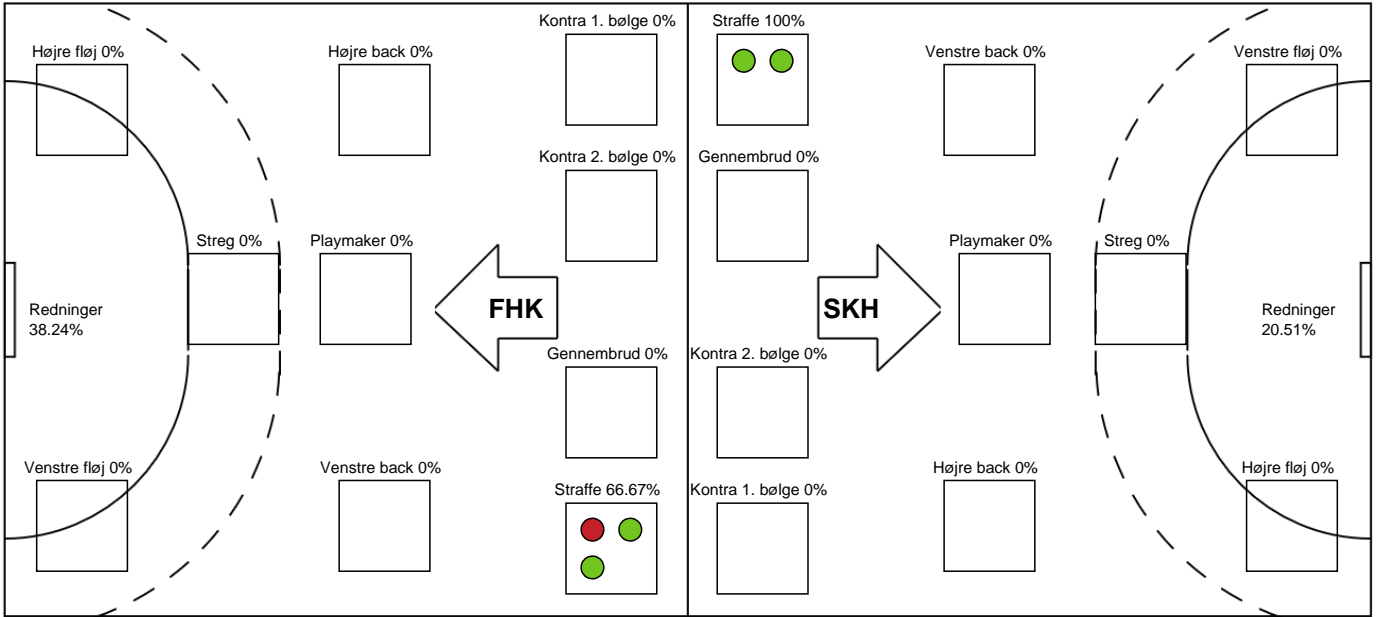 Kontra 1. bølge 0%
Straffe 100%
Højre fløj 0%
Højre back 0%
Venstre back 0%
Venstre fløj 0%
Kontra 2. bølge 0%
Gennembrud 0%
Streg 0%
Playmaker 0%
Playmaker 0%
Streg 0%
Redninger
38.24%
FHK
SKH
Redninger
20.51%
Gennembrud 0%
Kontra 2. bølge 0%
Venstre fløj 0%
Venstre back 0%
Højre back 0%
Højre fløj 0%
Straffe 66.67%
Kontra 1. bølge 0%